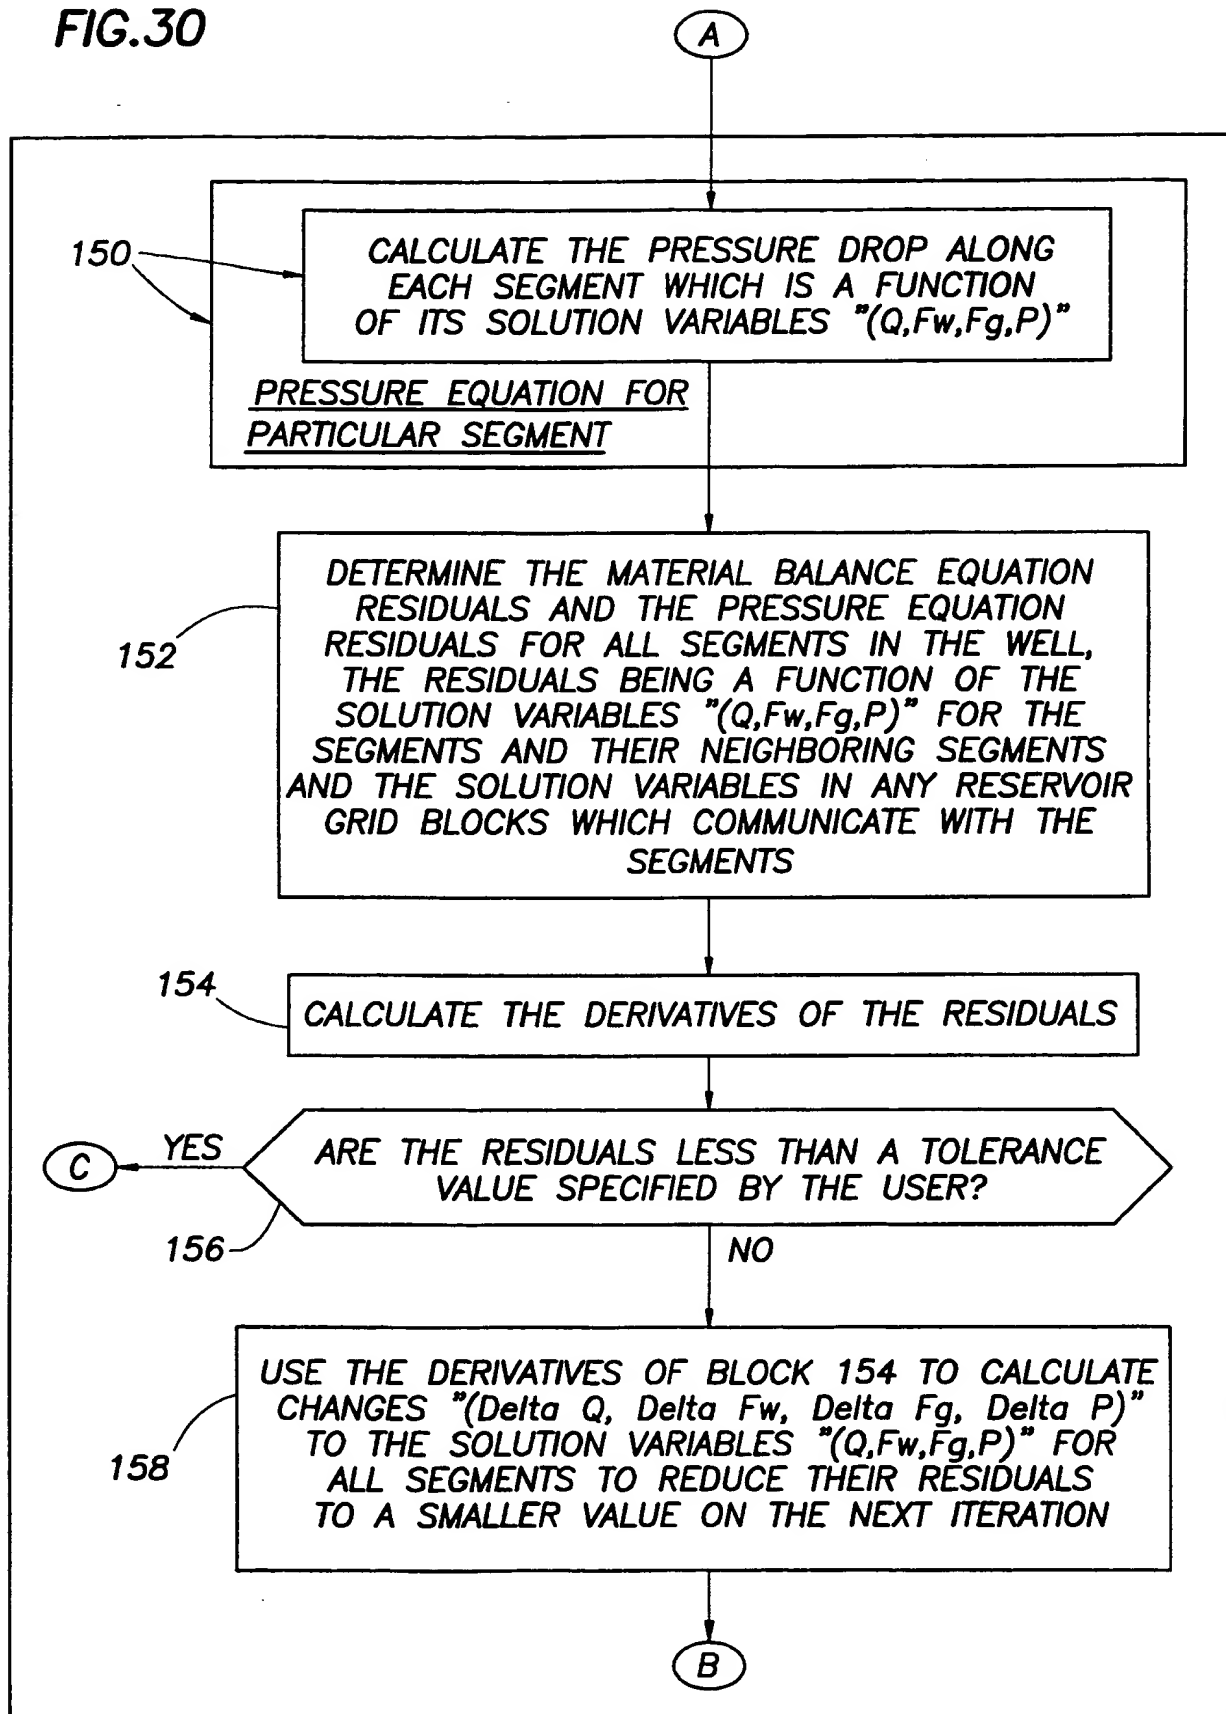 FIG.30
A
150
CALCULATE THE PRESSURE DROP ALONG
EACH SEGMENT WHICH IS A FUNCTION
OF ITS SOLUTION VARIABLES "(Q,Fw,Fg,P)"
PRESSURE EQUATION FOR
PARTICULAR SEGMENT
152
DETERMINE THE MATERIAL BALANCE EQUATION
RESIDUALS AND THE PRESSURE EQUATION
RESIDUALS FOR ALL SEGMENTS IN THE WELL,
THE RESIDUALS BEING A FUNCTION OF THE
SOLUTION VARIABLES "(Q,Fw,Fg,P)" FOR THE
SEGMENTS AND THEIR NEIGHBORING SEGMENTS
AND THE SOLUTION VARIABLES IN ANY RESERVOIR
GRID BLOCKS WHICH COMMUNICATE WITH THE
SEGMENTS
154
CALCULATE THE DERIVATIVES OF THE RESIDUALS
C
YES
ARE THE RESIDUALS LESS THAN A TOLERANCE
VALUE SPECIFIED BY THE USER?
156
NO
USE THE DERIVATIVES OF BLOCK 154 TO CALCULATE
CHANGES "(Delta Q, Delta Fw, Delta Fg, Delta P)"
TO THE SOLUTION VARIABLES "(Q,Fw,Fg,P)" FOR
ALL SEGMENTS TO REDUCE THEIR RESIDUALS
TO A SMALLER VALUE ON THE NEXT ITERATION
158
B